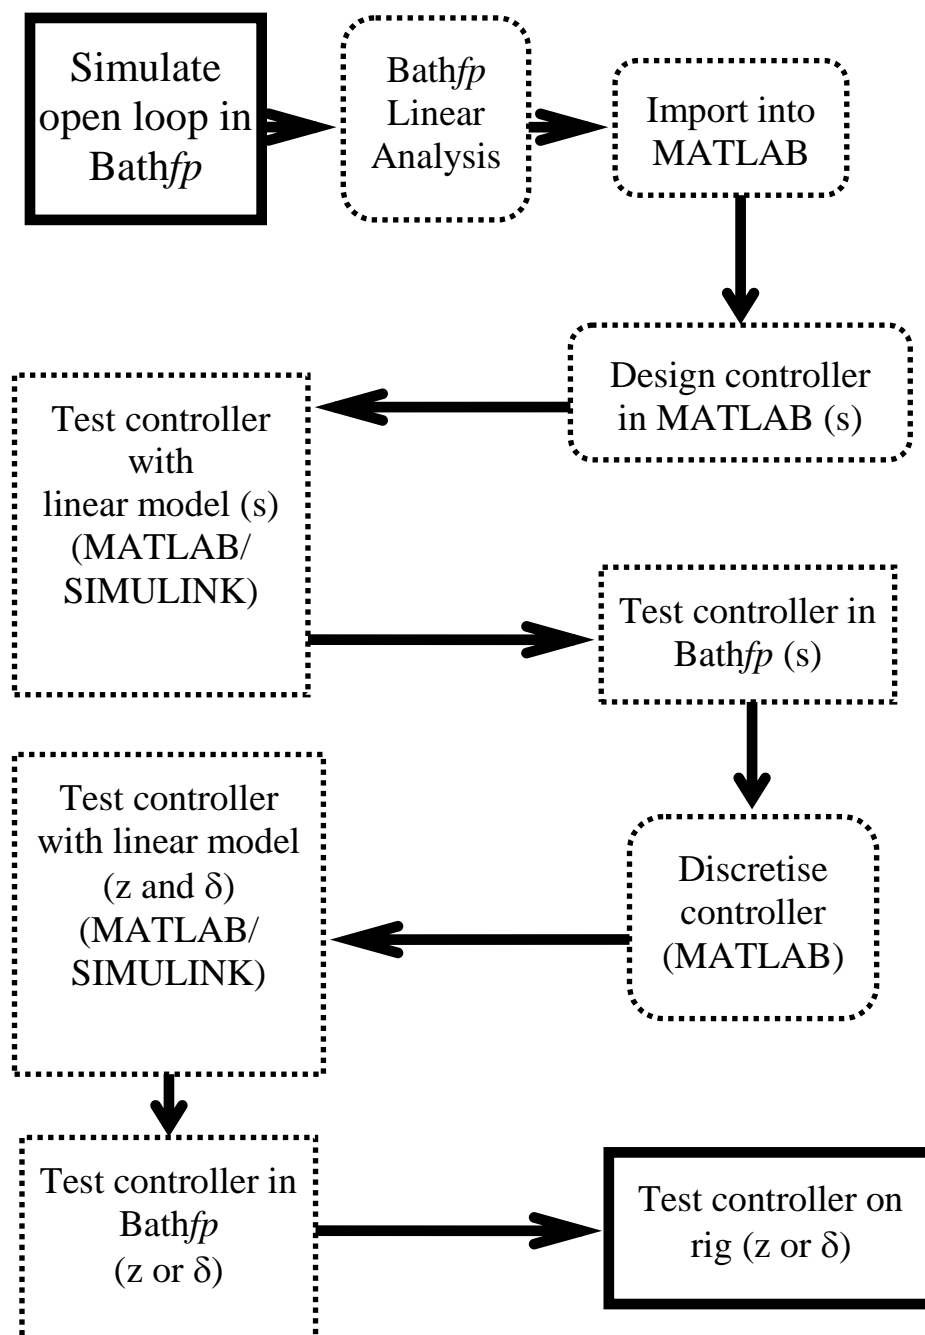 Simulate
open loop in
Bathfp
Bathfp
Linear
Analysis
Import into
MATLAB
Design controller
in MATLAB (s)
Test controller
with
linear model (s)
(MATLAB/
SIMULINK)
Test controller in
Bathfp (s)
Discretise
controller
(MATLAB)
Test controller
with linear model
(z and δ)
(MATLAB/
SIMULINK)
Test controller in
Bathfp
(z or δ)
Test controller on
rig (z or δ)